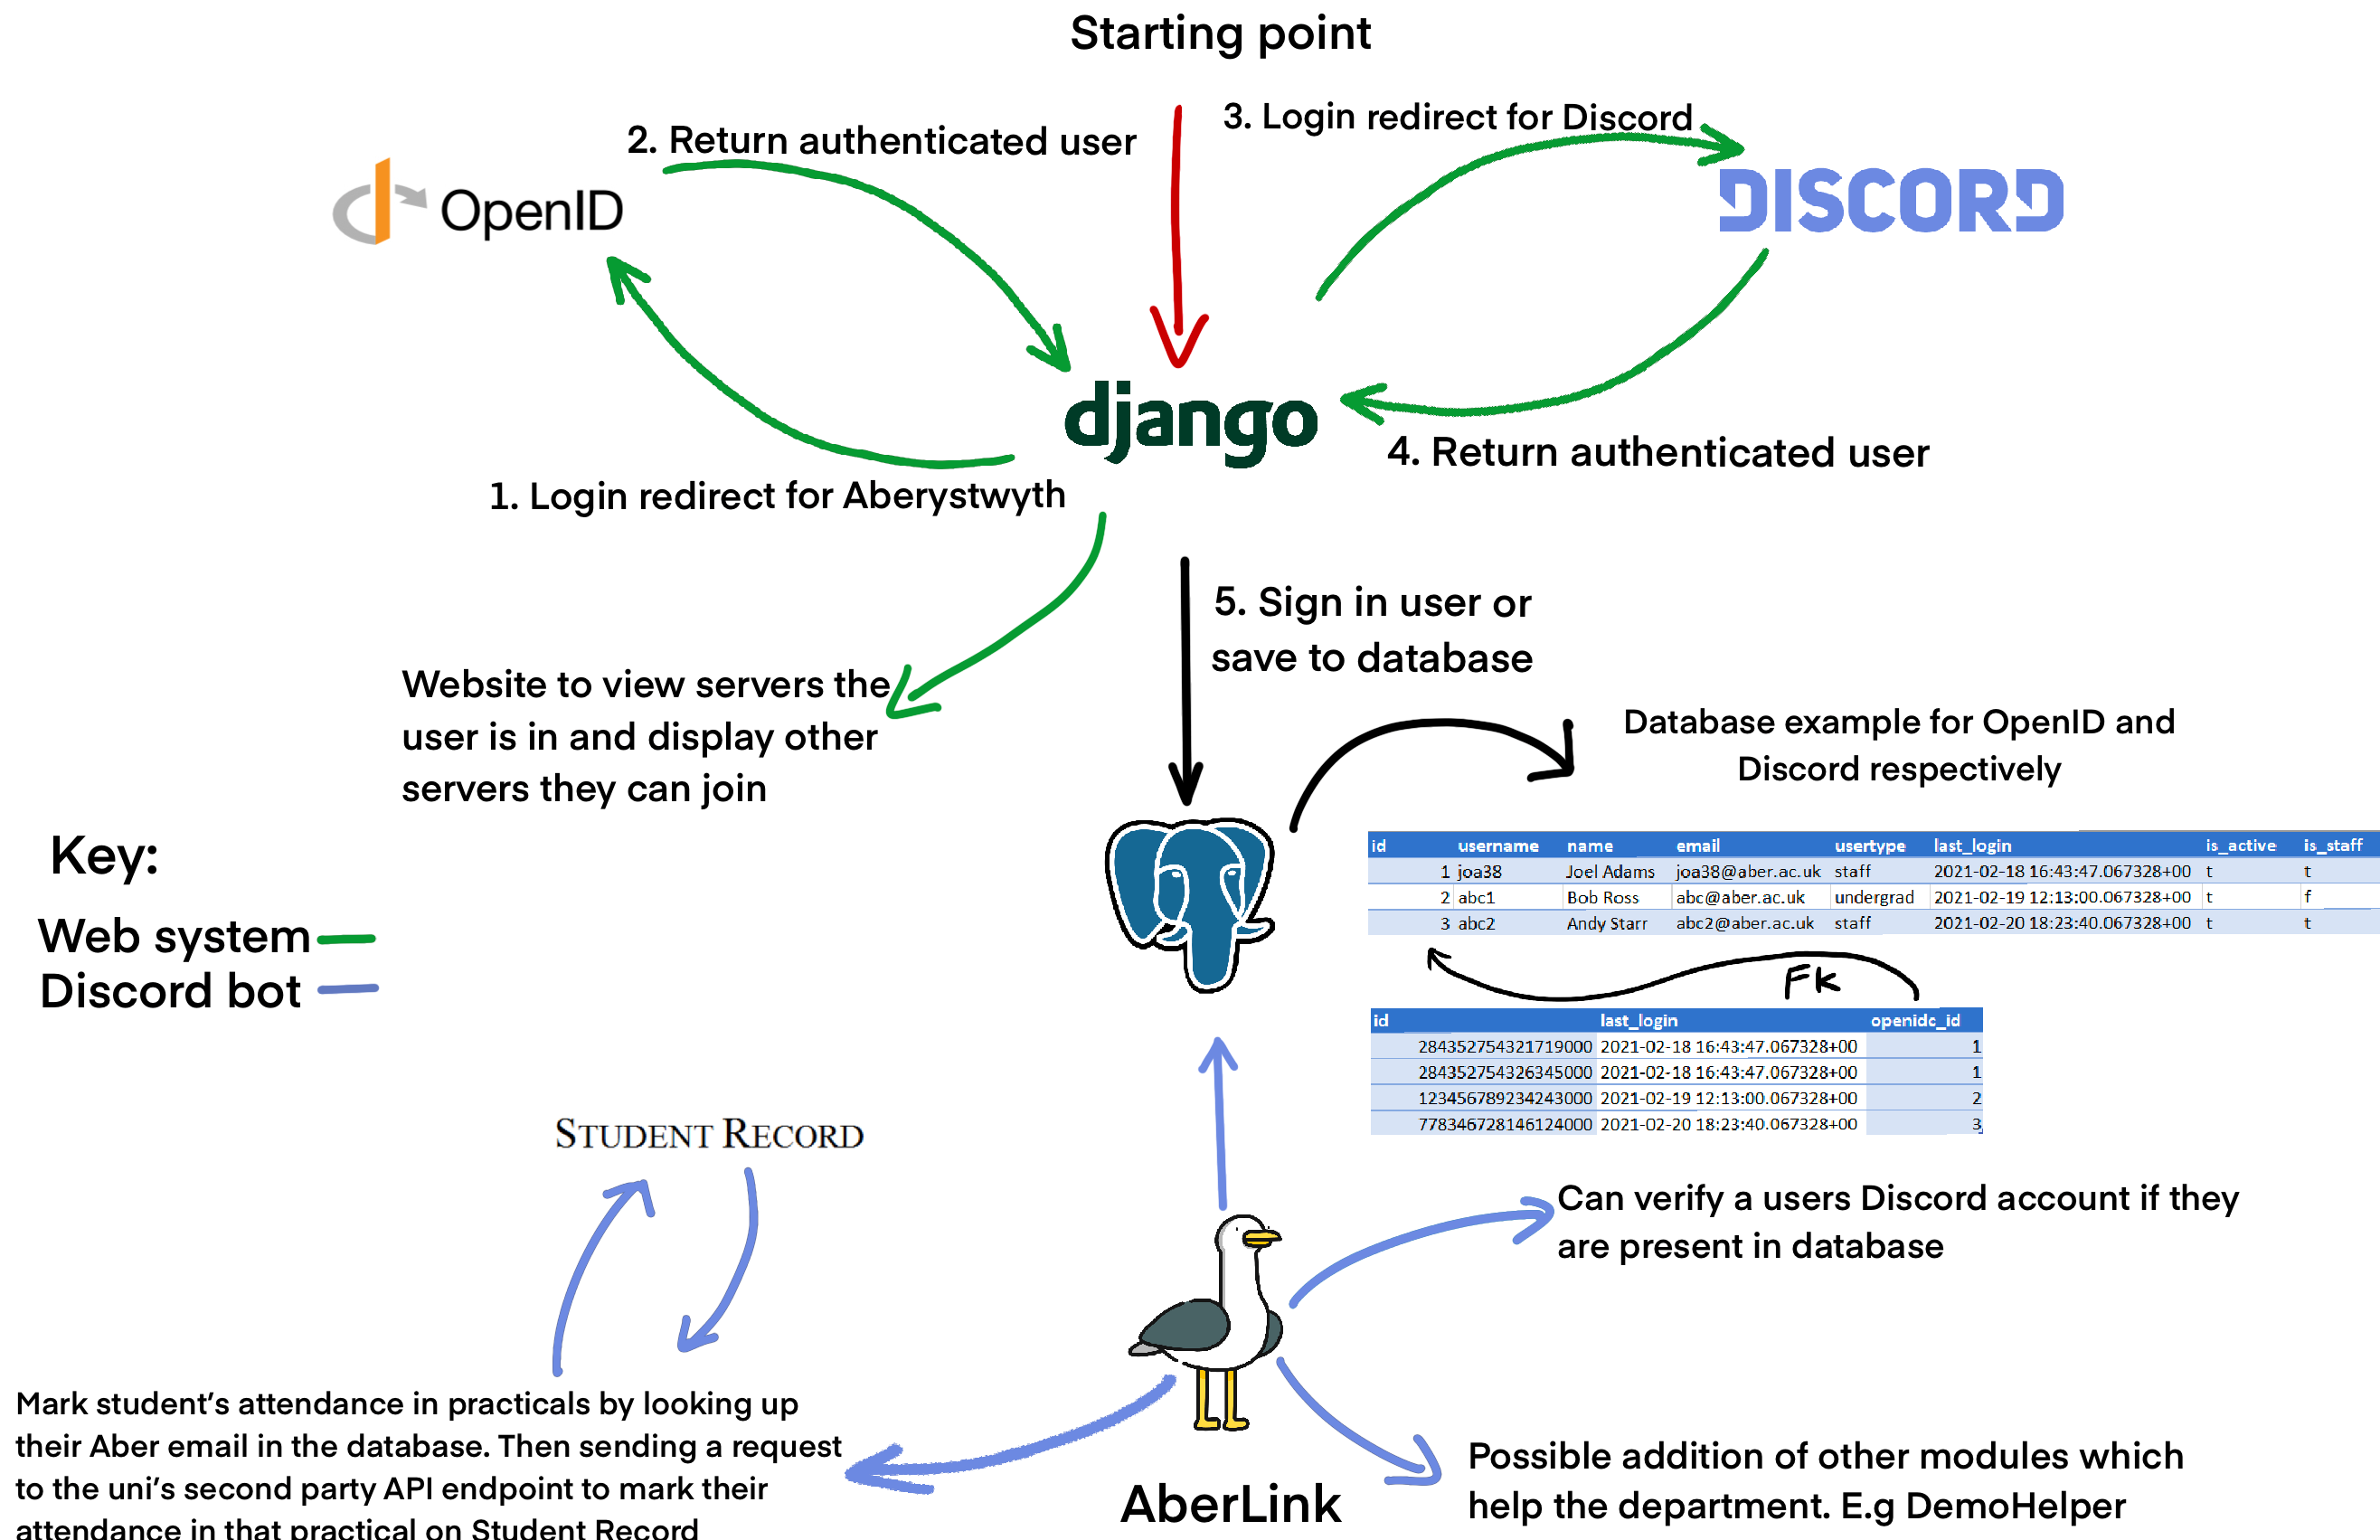 Starting point
2. Return authenticated user
3. Login redirect for Discord
OpenID
DISCORD
django
1. Login redirect for Aberystwyth
4. Return authenticated user
5. Sign in user or
save to database
Website to view servers the
user is in and display other
servers they can join
Database example for OpenID and
Discord respectively
Key:
Web system
Discord bot
id username name email usertype last_login is_active is_staff
1 joa38 Joel Adams joa38@aber.ac.uk staff 2021-02-18 16:43:47.067328+00 t t
2 abc1 Bob Ross abc@aber.ac.uk undergrad 2021-02-19 12:13:00.067328+00 t f
3 abc2 Andy Starr abc2@aber.ac.uk staff 2021-02-20 18:23:40.067328+00 t t
Fk
id last_login openidc_id
284352754321719000 2021-02-18 16:43:47.067328+00 1
284352754326345000 2021-02-18 16:43:47.067328+00 1
123456789234243000 2021-02-19 12:13:00.067328+00 2
778346728146124000 2021-02-20 18:23:40.067328+00 3
STUDENT RECORD
Can verify a users Discord account if they
are present in database
Mark student's attendance in practicals by looking up
their Aber email in the database. Then sending a request
to the uni's second party API endpoint to mark their
attendance in that practical on Student Record
AberLink
Possible addition of other modules which
help the department. E.g DemoHelper